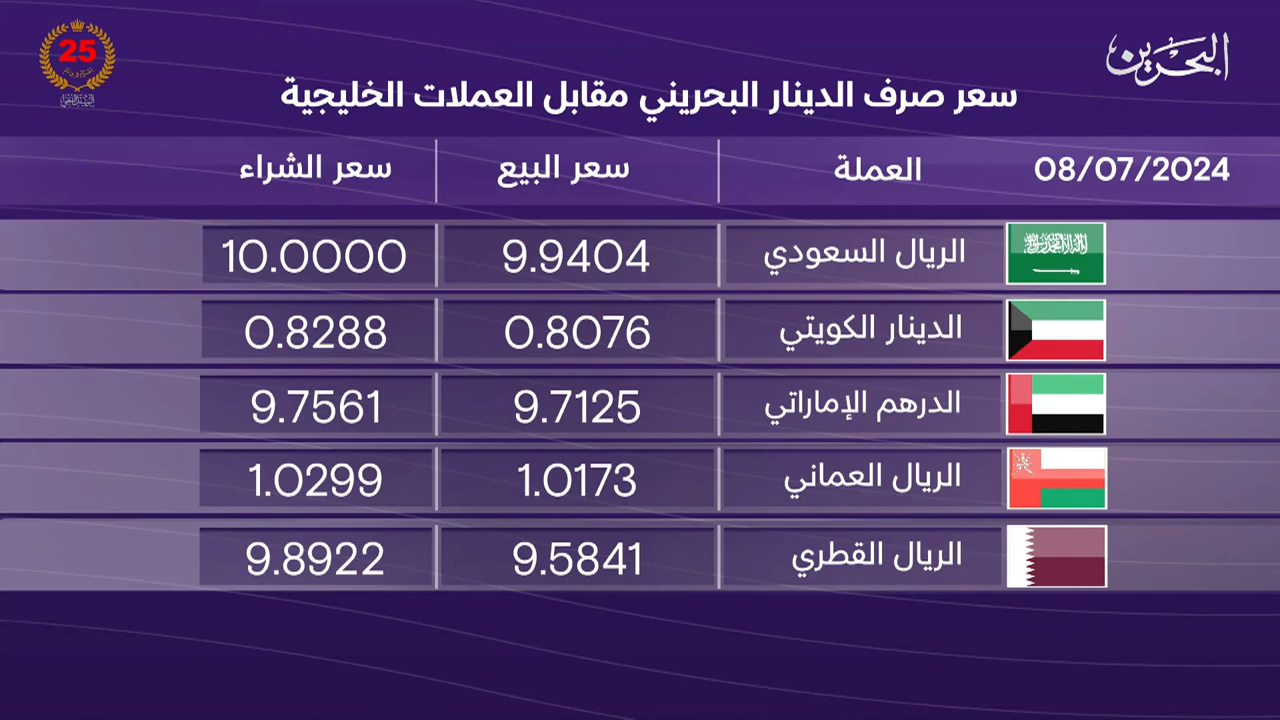 البحرين
25
سعر صرف الدينار البحريني مقابل العملات الخليجية
08/07/2024 العملة سعر البيع سعر الشراء
الريال السعودي 9.9404 10.0000
الدينار الكويتي 0.8076 0.8288
الدرهم الإماراتي 9.7125 9.7561
الريال العماني 1.0173 1.0299
الريال القطري 9.5841 9.8922